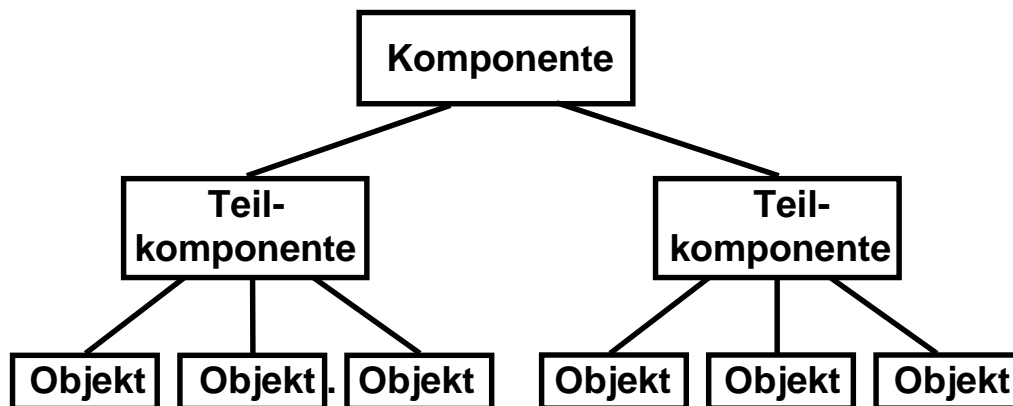 Komponente
Teil-
komponente
Teil-
komponente
Objekt
Objekt.
Objekt
Objekt
Objekt
Objekt